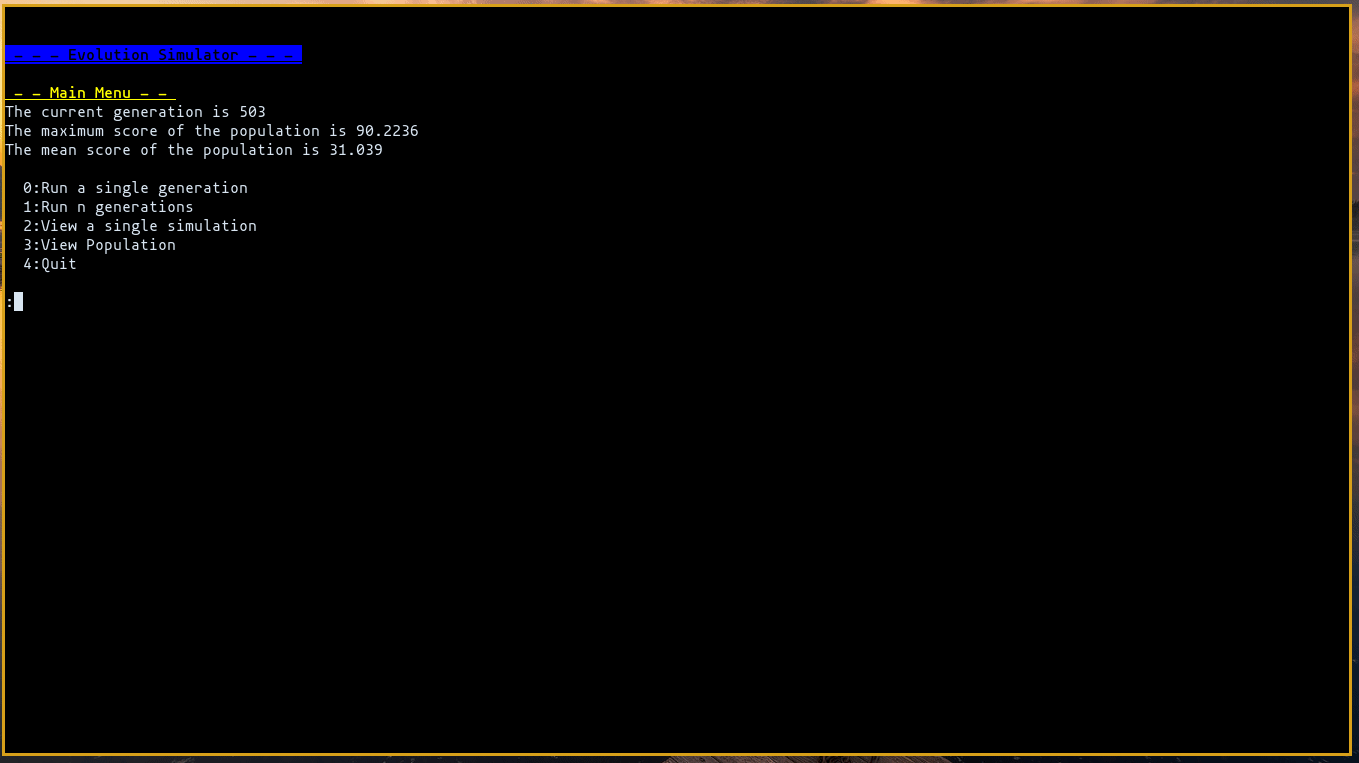 - - - Evolution Simulator - - -
- - Main Menu - -
The current generation is 503
The maximum score of the population is 90.2236
The mean score of the population is 31.039
0:Run a single generation
1:Run n generations
2:View a single simulation
3:View Population
4:Quit
: